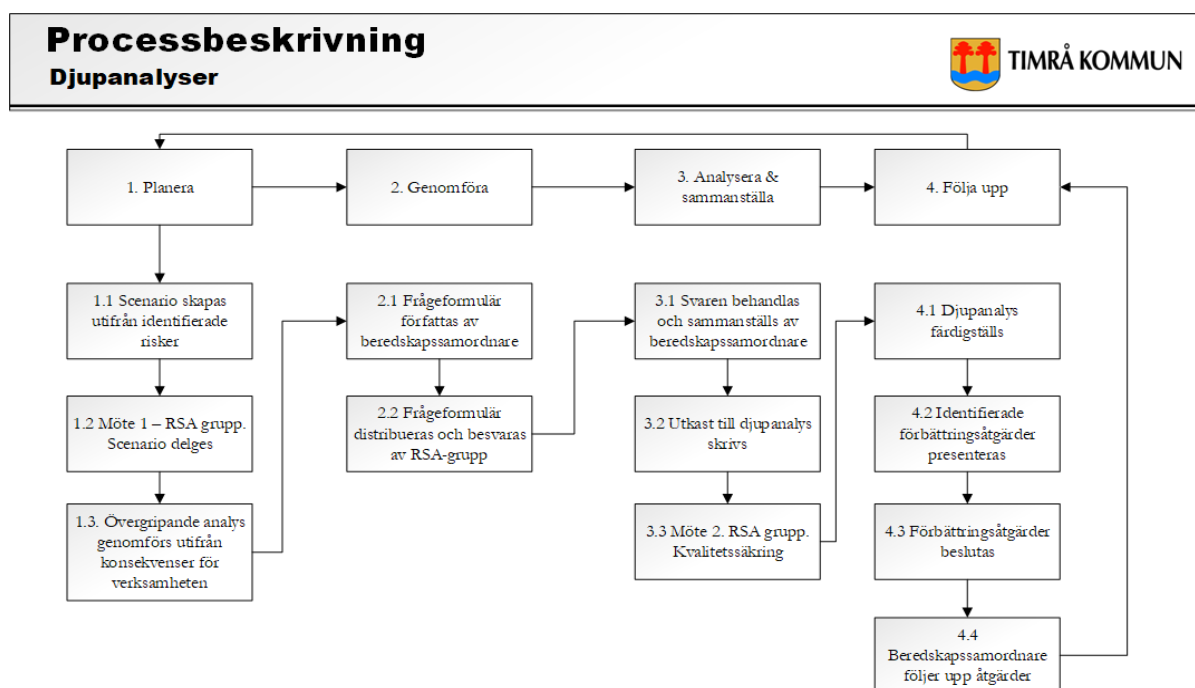 Processbeskrivning
Djupanalyser
TIMRÅ KOMMUN
1. Planera
2. Genomföra
3. Analysera &
sammanställa
4. Följa upp
1.1 Scenario skapas
utifrån identifierade
risker
1.2 Möte 1 – RSA grupp.
Scenario delges
1.3. Övergripande analys
genomförs utifrån
konsekvenser för
verksamheten
2.1 Frågeformulär
författas av
beredskapssamordnare
2.2 Frågeformulär
distribueras och besvaras
av RSA-grupp
3.1 Svaren behandlas
och sammanställs av
beredskapssamordnare
3.2 Utkast till djupanalys
skrivs
3.3 Möte 2. RSA grupp.
Kvalitetssäkring
4.1 Djupanalys
färdigställs
4.2 Identifierade
förbättringsåtgärder
presenteras
4.3 Förbättringsåtgärder
beslutas
4.4
Beredskapssamordnare
följer upp åtgärder